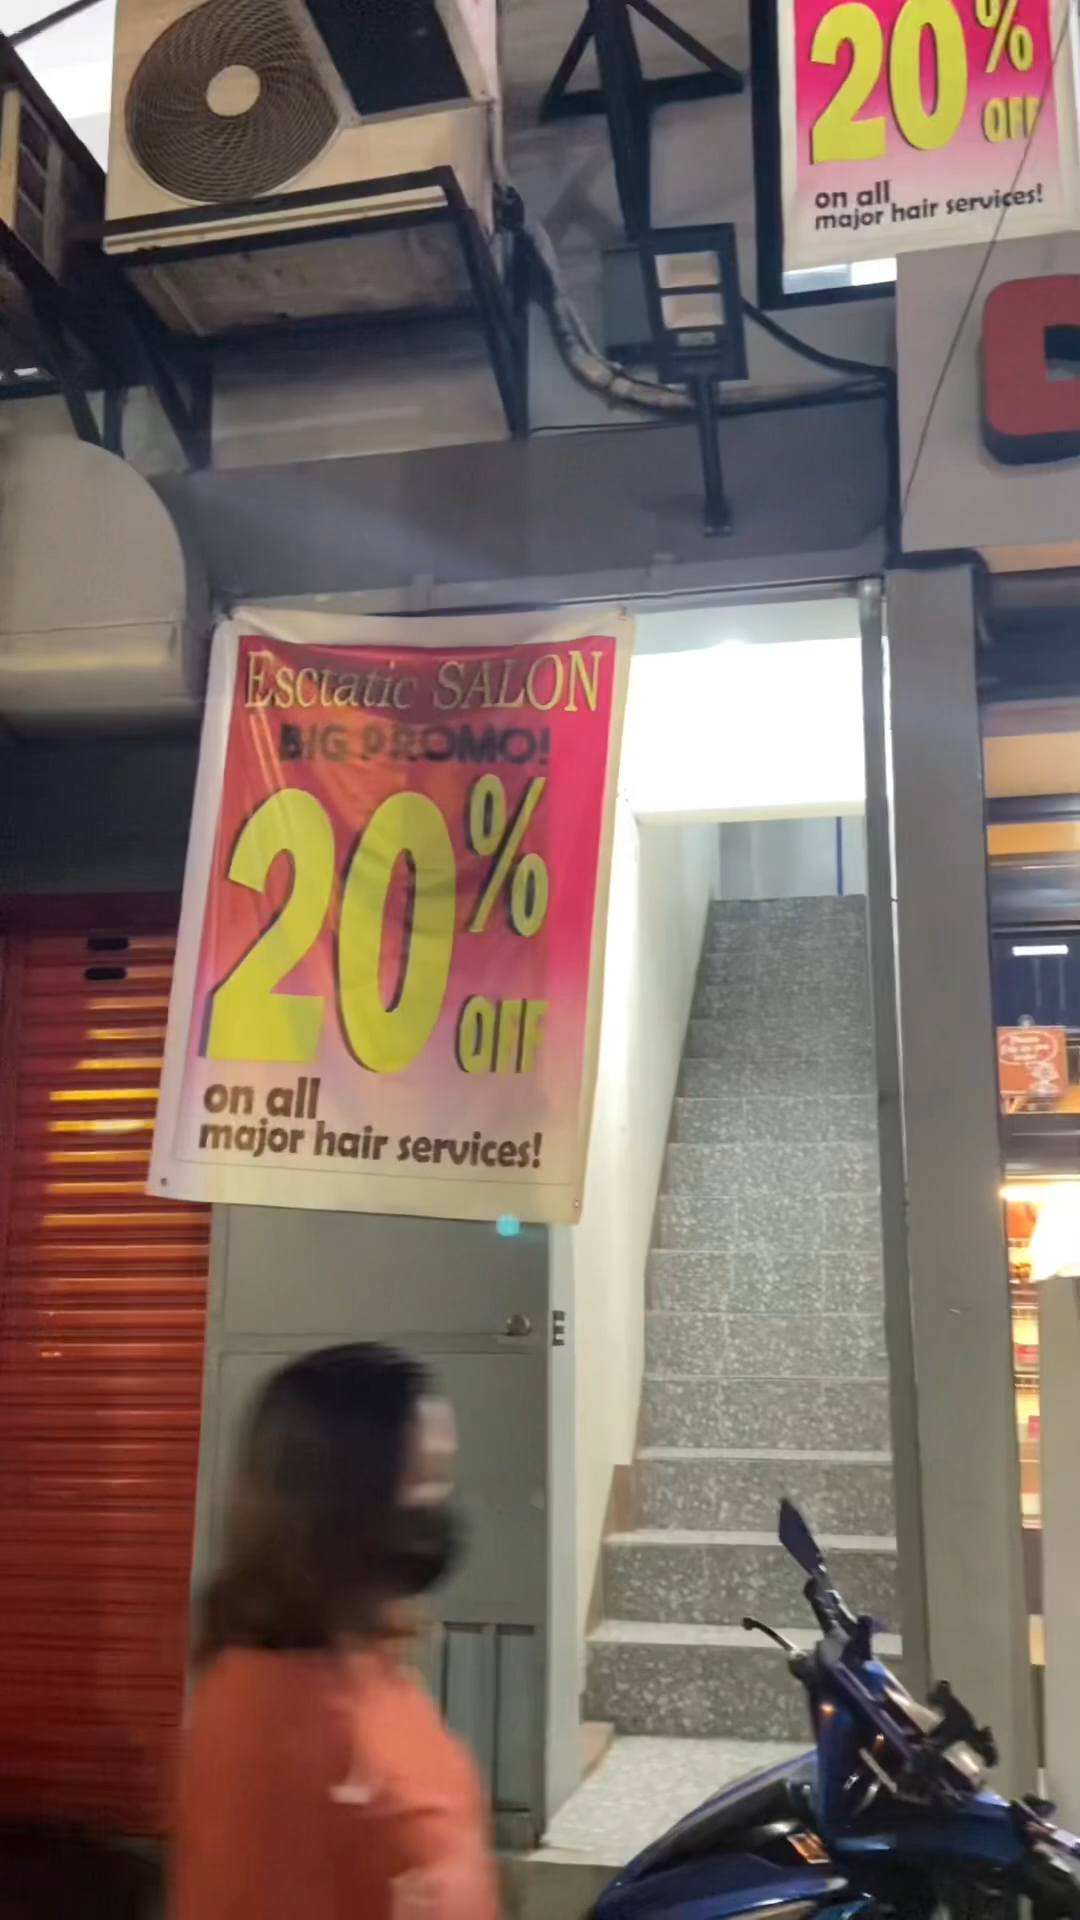 20%
OFF
on all
major hair services!
Esctatic SALON
BIG PROMO!
20%
OFF
on all
major hair services!